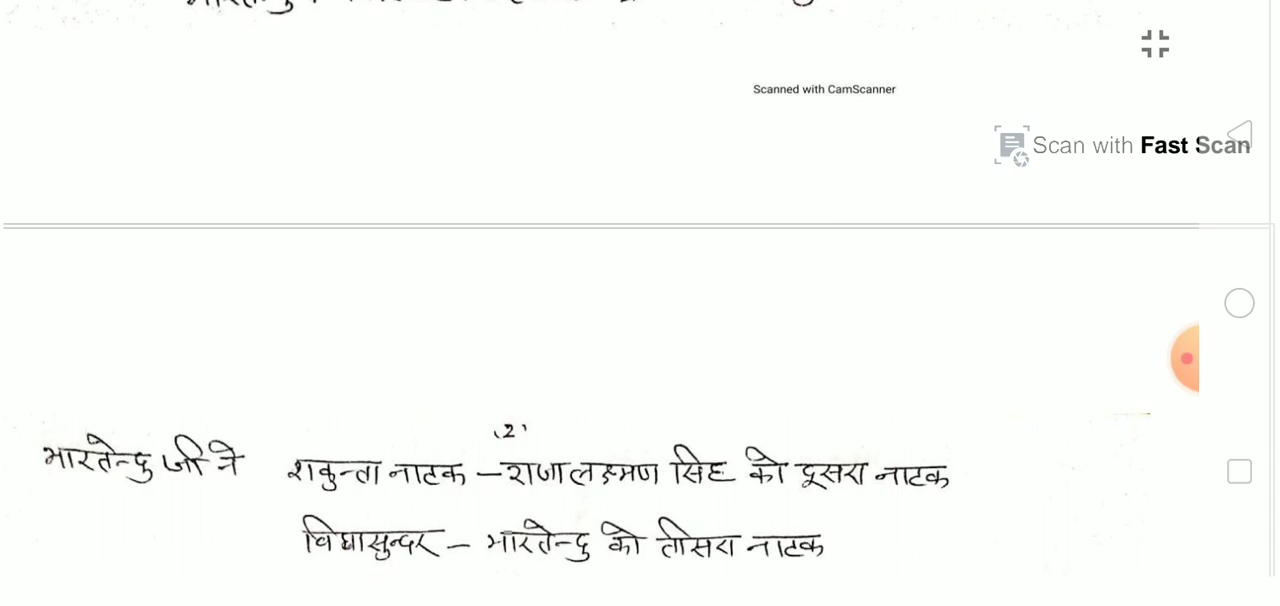 Scanned with CamScanner
Scan with Fast Scan
(2)
भारतेन्दु जी ने शकुन्ता नाटक – राजा लक्ष्मण सिंह को दूसरा नाटक
विद्यासुन्दर – भारतेन्दु को तीसरा नाटक